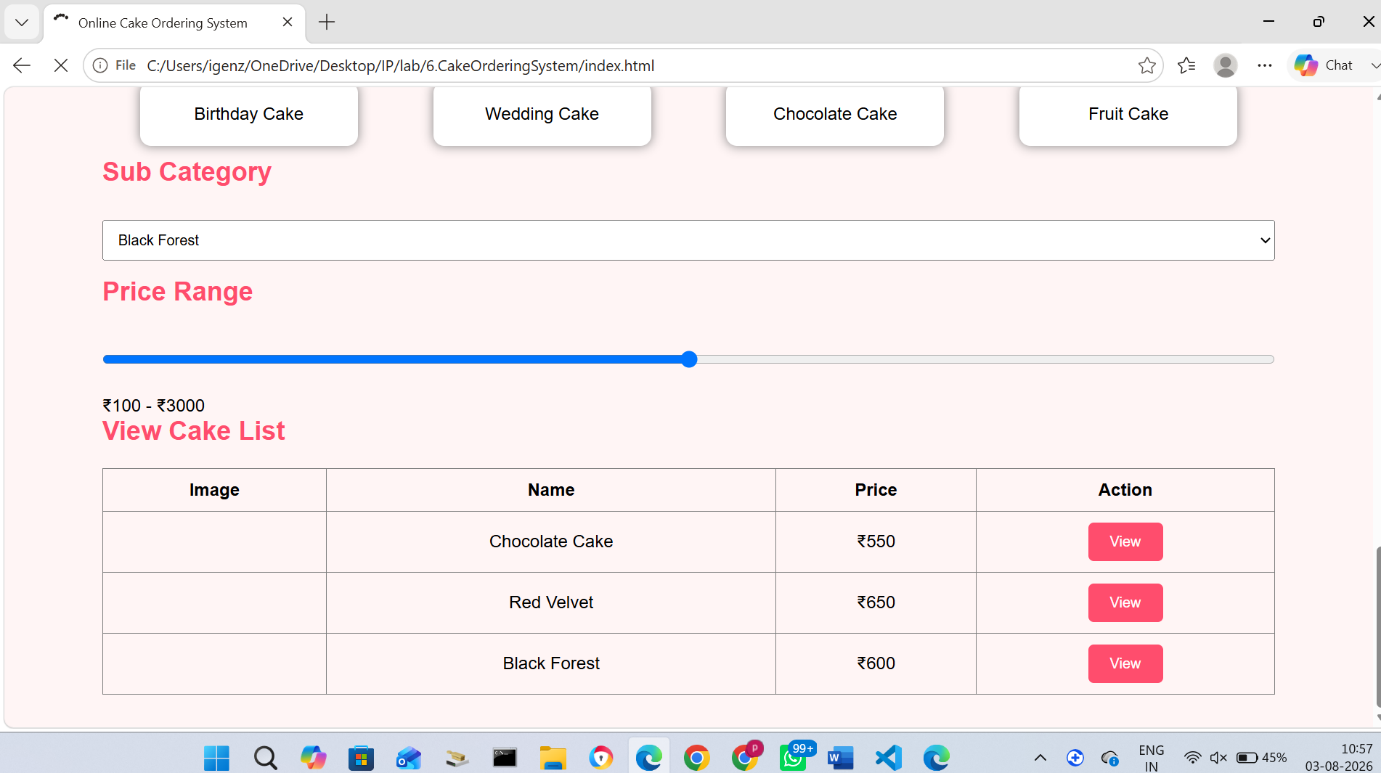 Online Cake Ordering System
File C:/Users/igenz/OneDrive/Desktop/IP/lab/6.CakeOrderingSystem/index.html
Chat
Birthday Cake Wedding Cake Chocolate Cake Fruit Cake
Sub Category
Black Forest
Price Range
₹100 - ₹3000
View Cake List
Image Name Price Action
Chocolate Cake ₹550 View
Red Velvet ₹650 View
Black Forest ₹600 View
P 99+
ENG 45% 10:57
IN 03-08-2026